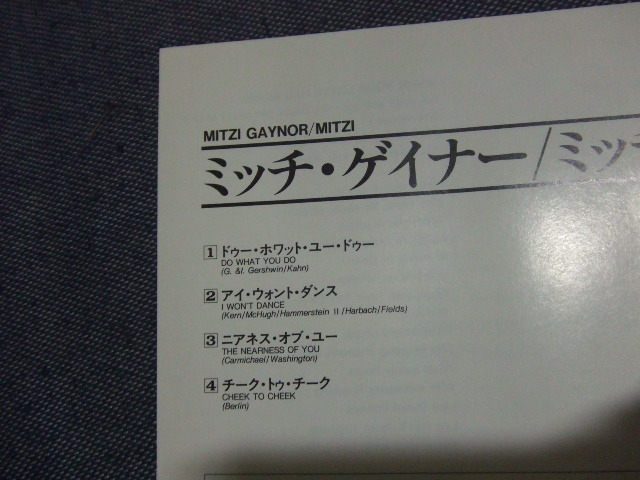 MITZI GAYNOR/MITZI
ミッチ・ゲイナー/ミッ
1 ドゥー・ホワット・ユー・ドゥー
DO WHAT YOU DO
(G. &I. Gershwin/Kahn)
2 アイ・ウォント・ダンス
I WON'T DANCE
(Kern/McHugh/Hammerstein II/Harbach/Fields)
3 ニアネス・オブ・ユー
THE NEARNESS OF YOU
(Carmichael/Washington)
4 チーク・トゥ・チーク
CHEEK TO CHEEK
(Berlin)